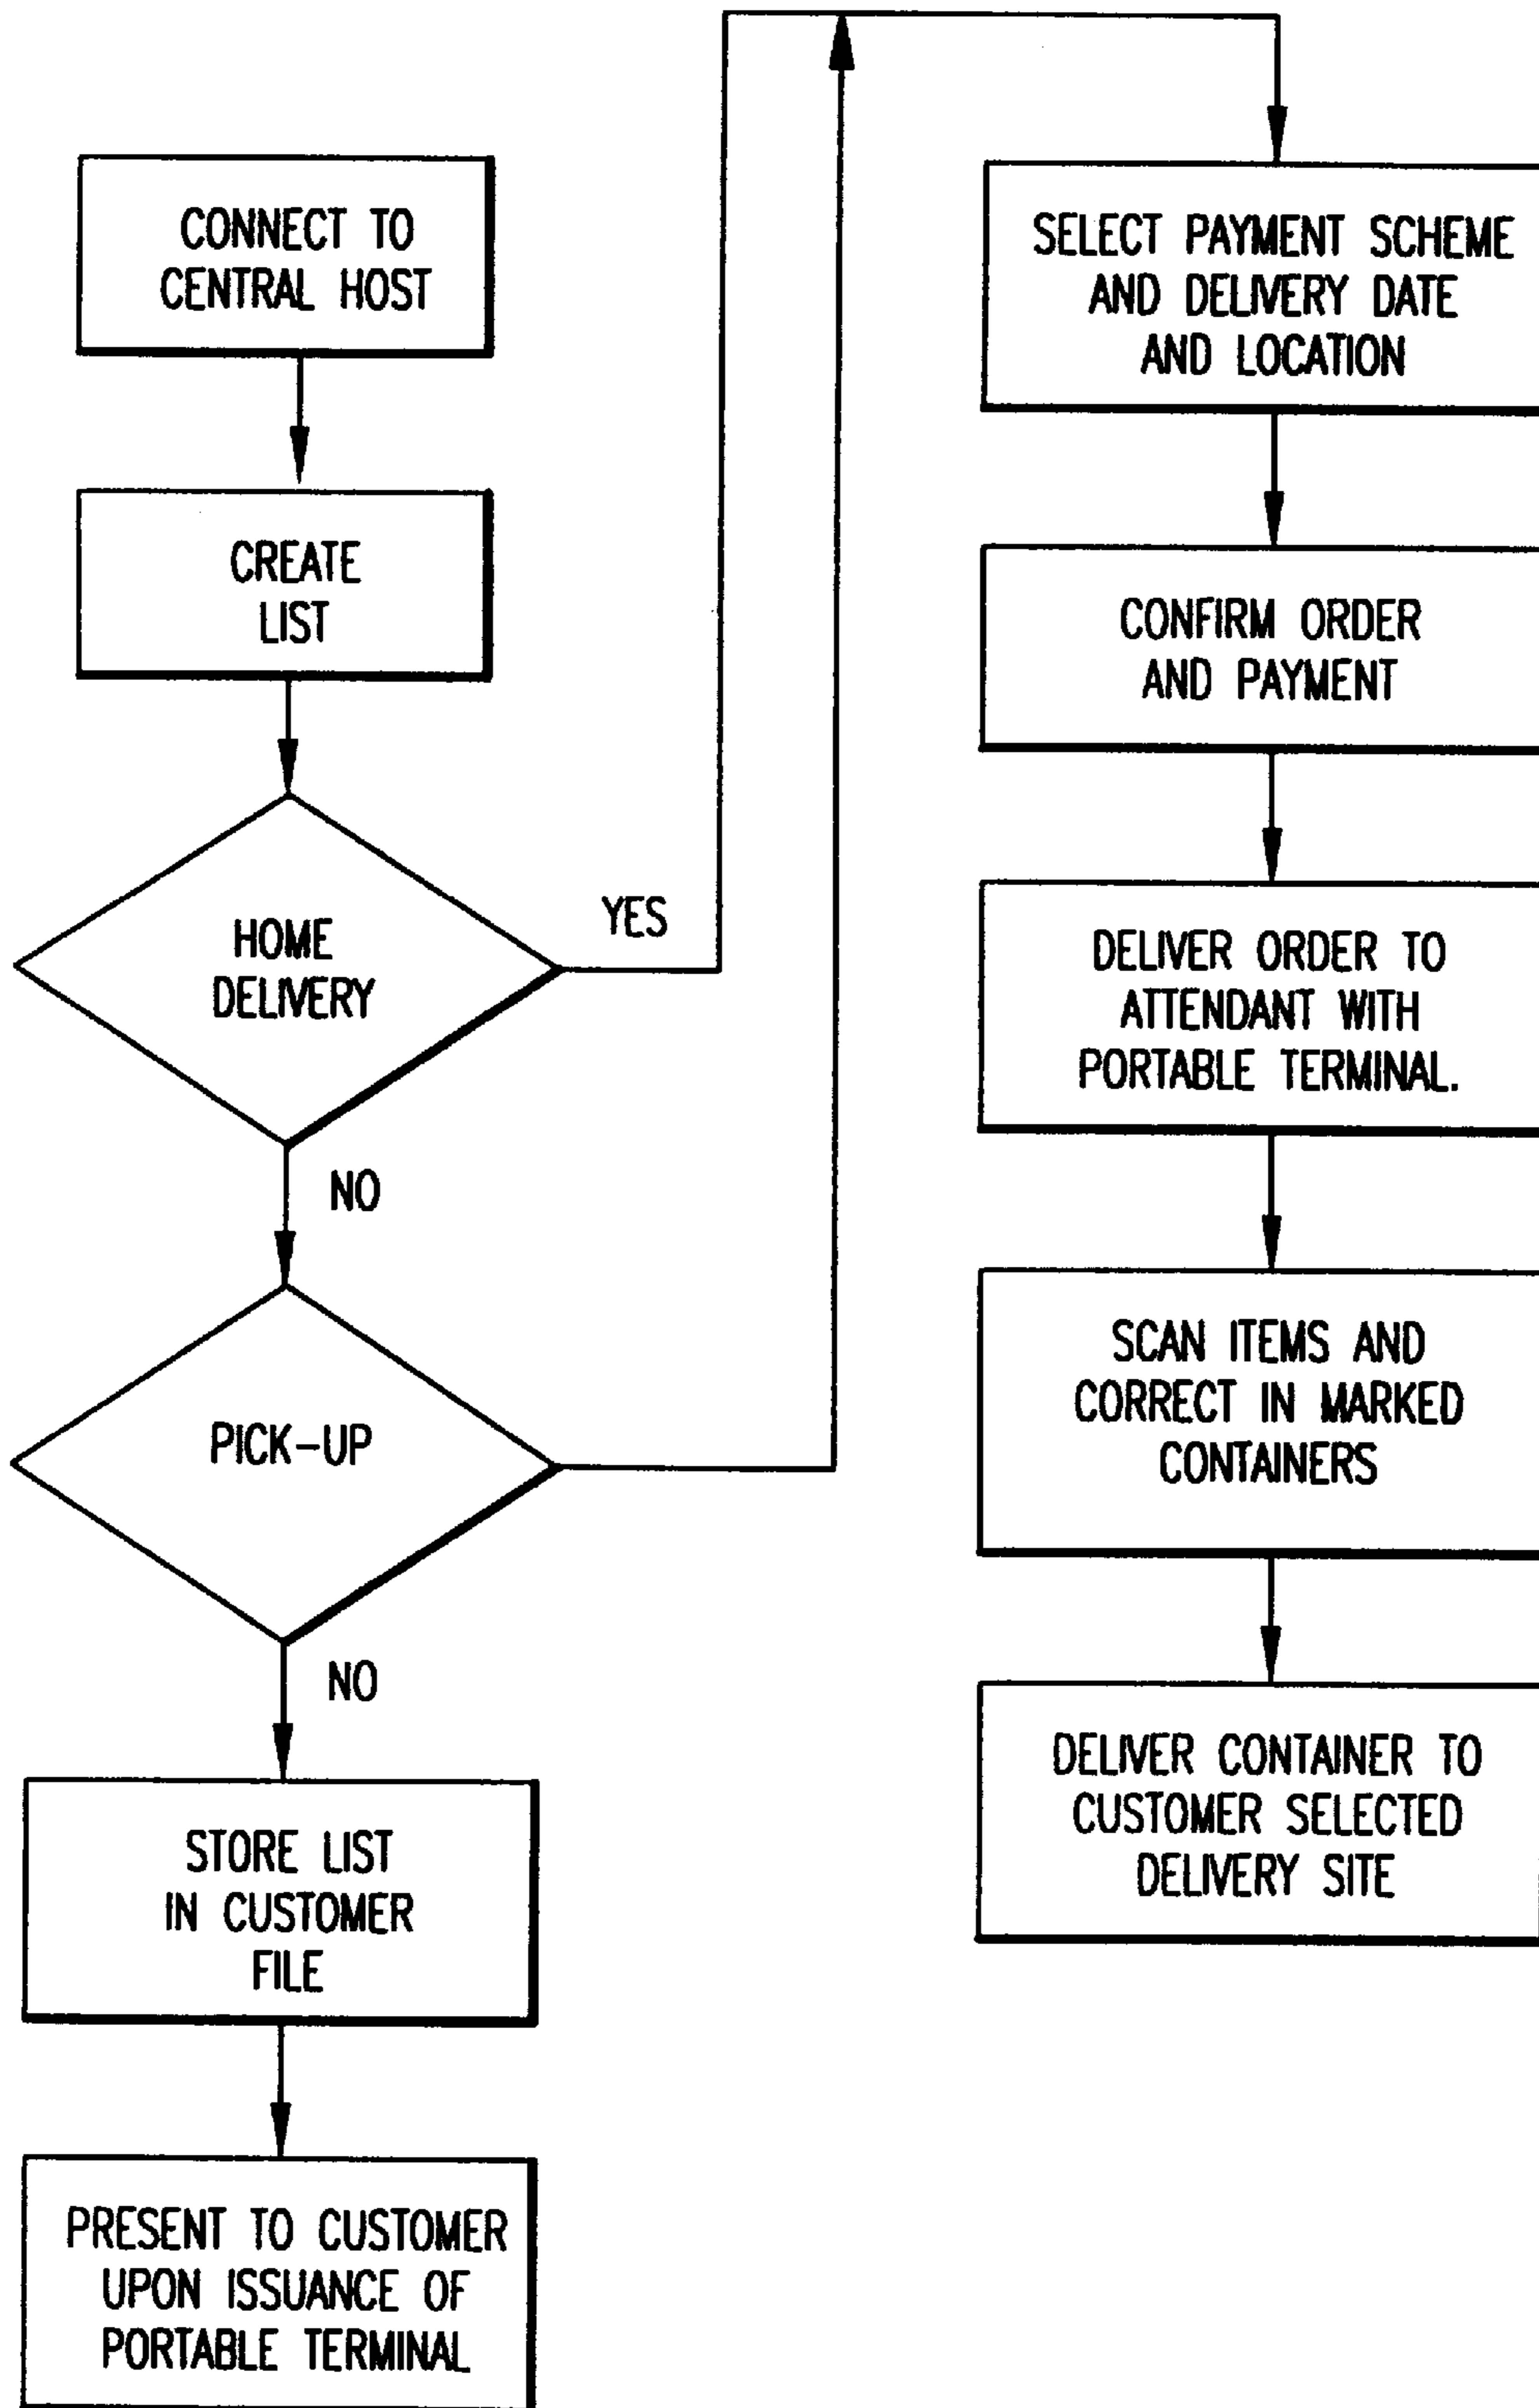 CONNECT TO
CENTRAL HOST
CREATE
LIST
HOME
DELIVERY
YES
NO
PICK-UP
NO
STORE LIST
IN CUSTOMER
FILE
PRESENT TO CUSTOMER
UPON ISSUANCE OF
PORTABLE TERMINAL
SELECT PAYMENT SCHEME
AND DELIVERY DATE
AND LOCATION
CONFIRM ORDER
AND PAYMENT
DELIVER ORDER TO
ATTENDANT WITH
PORTABLE TERMINAL.
SCAN ITEMS AND
CORRECT IN MARKED
CONTAINERS
DELIVER CONTAINER TO
CUSTOMER SELECTED
DELIVERY SITE